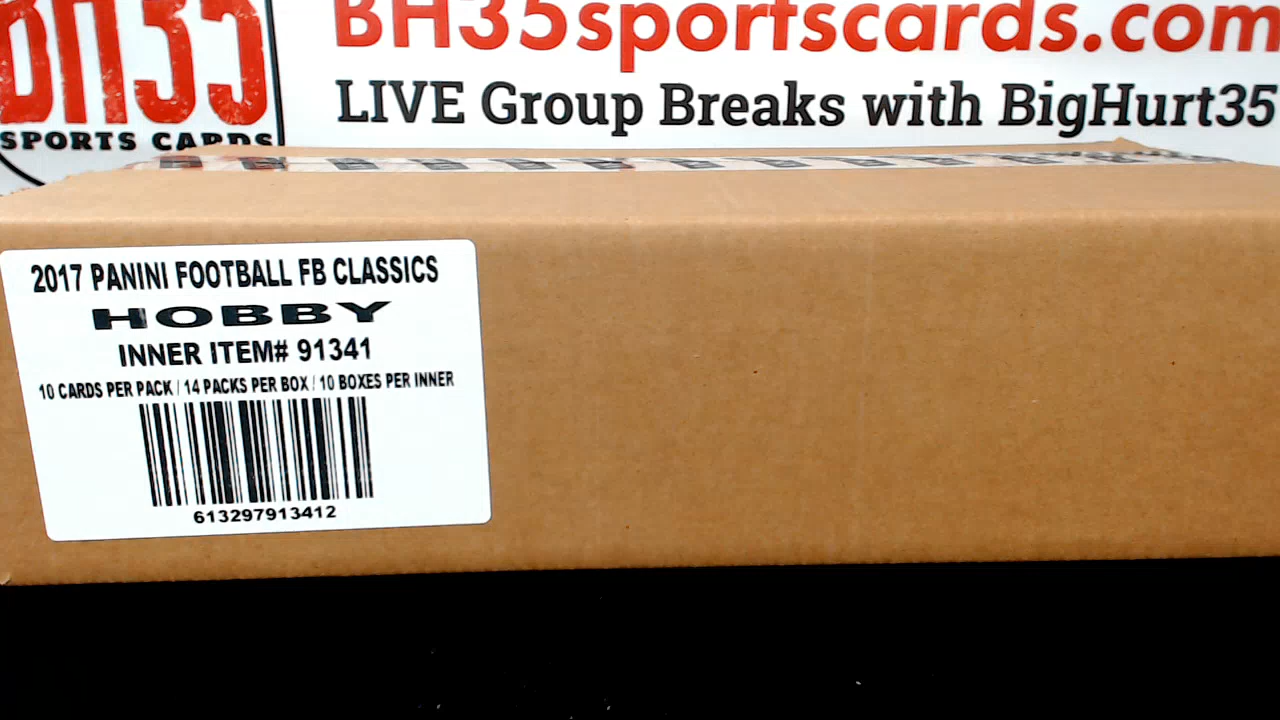 BH35
SPORTS CARDS
BH35sportscards.com
LIVE Group Breaks with BigHurt35
2017 PANINI FOOTBALL FB CLASSICS
HOBBY
INNER ITEM# 91341
10 CARDS PER PACK / 14 PACKS PER BOX / 10 BOXES PER INNER
613297913412